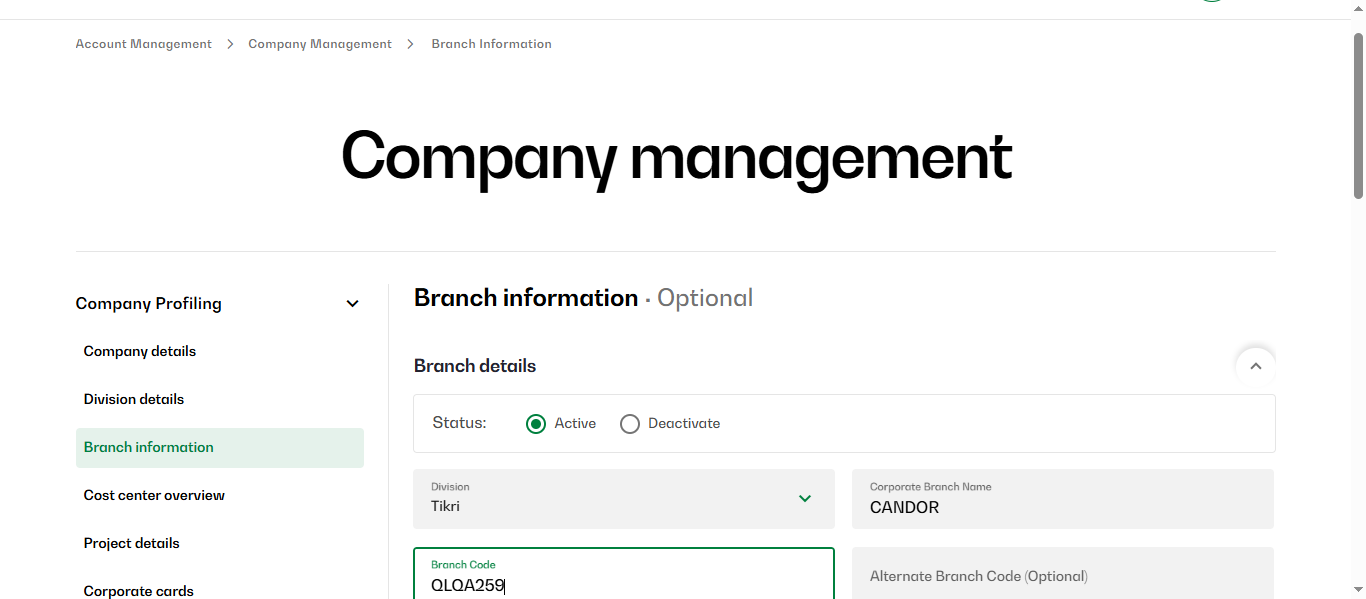 Account Management > Company Management > Branch Information
Company management
Company Profiling
Company details
Division details
Branch information
Cost center overview
Project details
Corporate cards
Branch information · Optional
Branch details
Status: Active Deactivate
Division
Tikri
Corporate Branch Name
CANDOR
Branch Code
QLQA259
Alternate Branch Code (Optional)